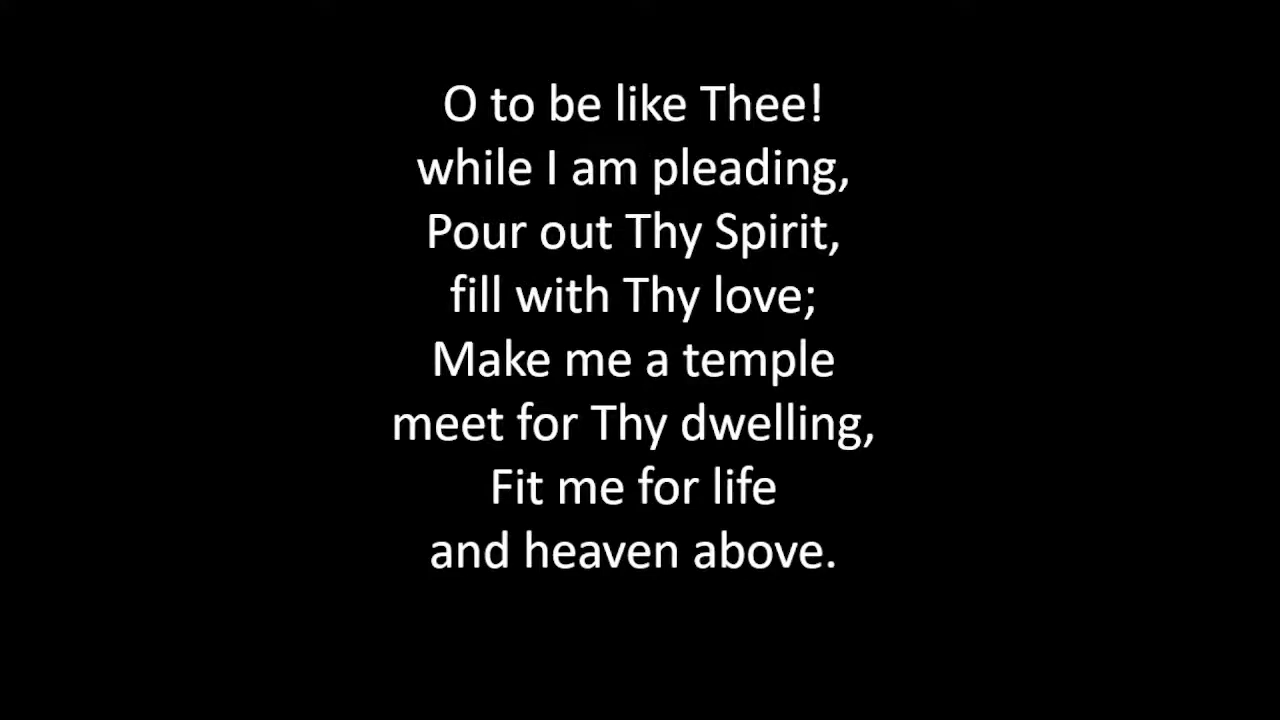 O to be like Thee!
while I am pleading,
Pour out Thy Spirit,
fill with Thy love;
Make me a temple
meet for Thy dwelling,
Fit me for life
and heaven above.